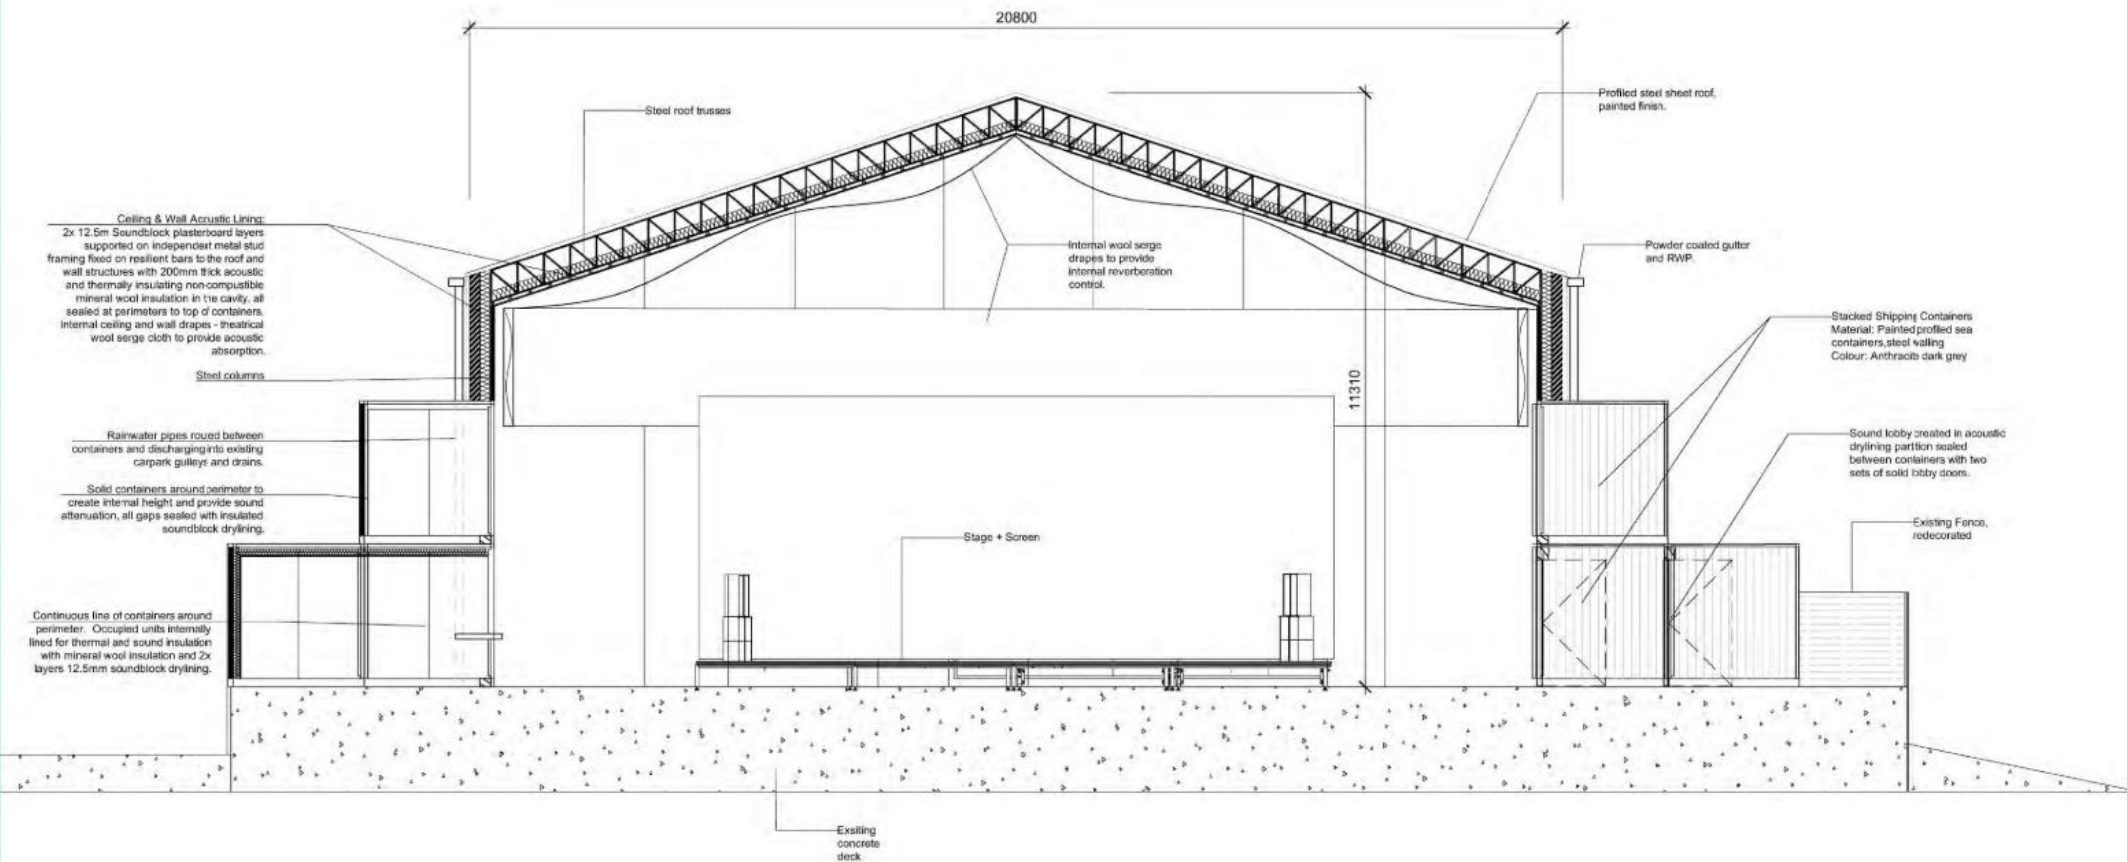 20800
Steel roof trusses
Profiled steel sheet roof,
painted finish.
Ceiling & Wall Acrustic Lining:
2x 12.5m Soundblock plasterboard layers
supported on independent metal stud
framing fixed on resilient bars to the roof and
wall structures with 200mm thick acoustic
and thermally insulating non-compustible
mineral wool insulation in the cavity, all
sealed at perimeters to top of containers.
Internal ceiling and wall drapes - theatrical
wool serge cloth to provide acoustic
absorption.
Internal wool serge
drapes to provide
internal reverberation
control.
Powder coated gutter
and RWP.
Stacked Shipping Containers
Material: Painted profiled sea
containers, steel walling
Colour: Anthracite dark grey
Steel columns
11310
Rainwater pipes roued between
containers and discharging into existing
carpark gulleys and drains.
Sound lobby created in acoustic
drylining partition sealed
between containers with two
sets of solid lobby doors.
Solid containers around perimeter to
create internal height and provide sound
attenuation, all gaps sealed with insulated
soundblock drylining.
Existing Fence,
redecorated
Stage + Screen
Continuous line of containers around
perimeter. Occupied units internally
lined for thermal and sound insulation
with mineral wool insulation and 2x
layers 12.5mm soundblock drylining.
Exsiting
concrete
deck